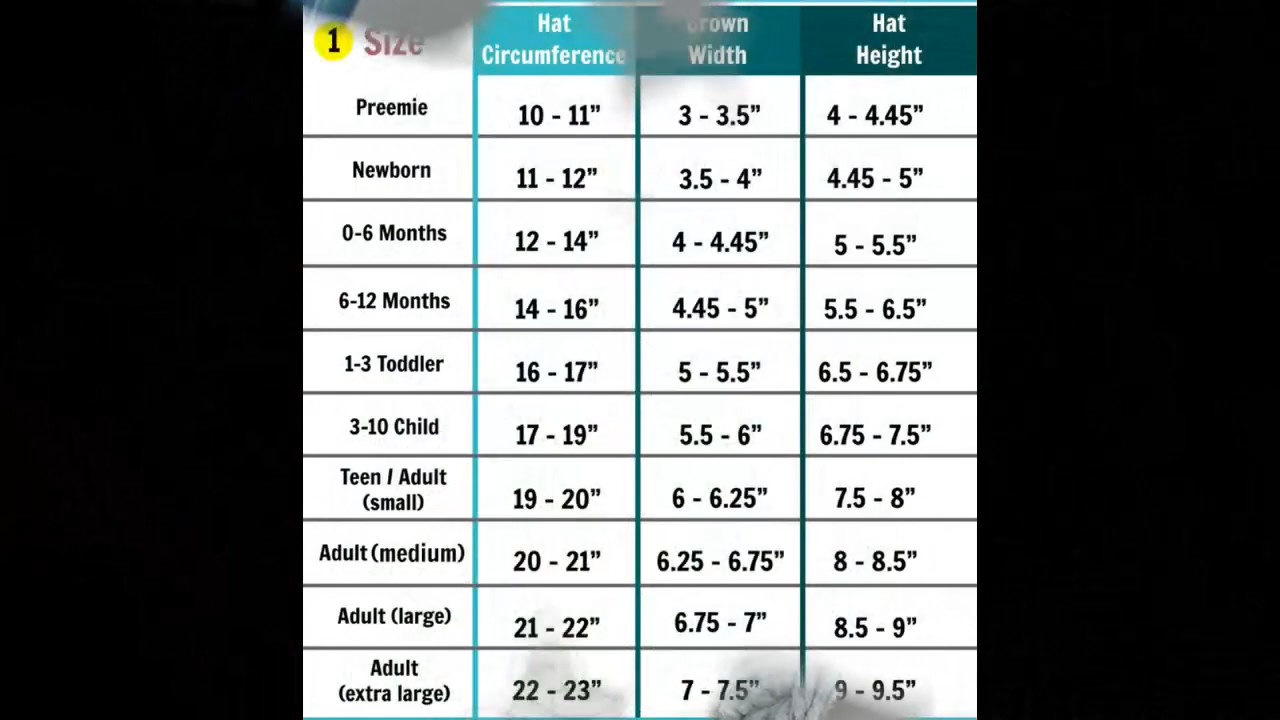 1 Size
Hat Circumference
Crown Width
Hat Height
Preemie 10 - 11” 3 - 3.5” 4 - 4.45”
Newborn 11 - 12” 3.5 - 4” 4.45 - 5”
0-6 Months 12 - 14” 4 - 4.45” 5 - 5.5”
6-12 Months 14 - 16” 4.45 - 5” 5.5 - 6.5”
1-3 Toddler 16 - 17” 5 - 5.5” 6.5 - 6.75”
3-10 Child 17 - 19” 5.5 - 6” 6.75 - 7.5”
Teen / Adult (small) 19 - 20” 6 - 6.25” 7.5 - 8”
Adult (medium) 20 - 21” 6.25 - 6.75” 8 - 8.5”
Adult (large) 21 - 22” 6.75 - 7” 8.5 - 9”
Adult (extra large) 22 - 23” 7 - 7.5” 9 - 9.5”